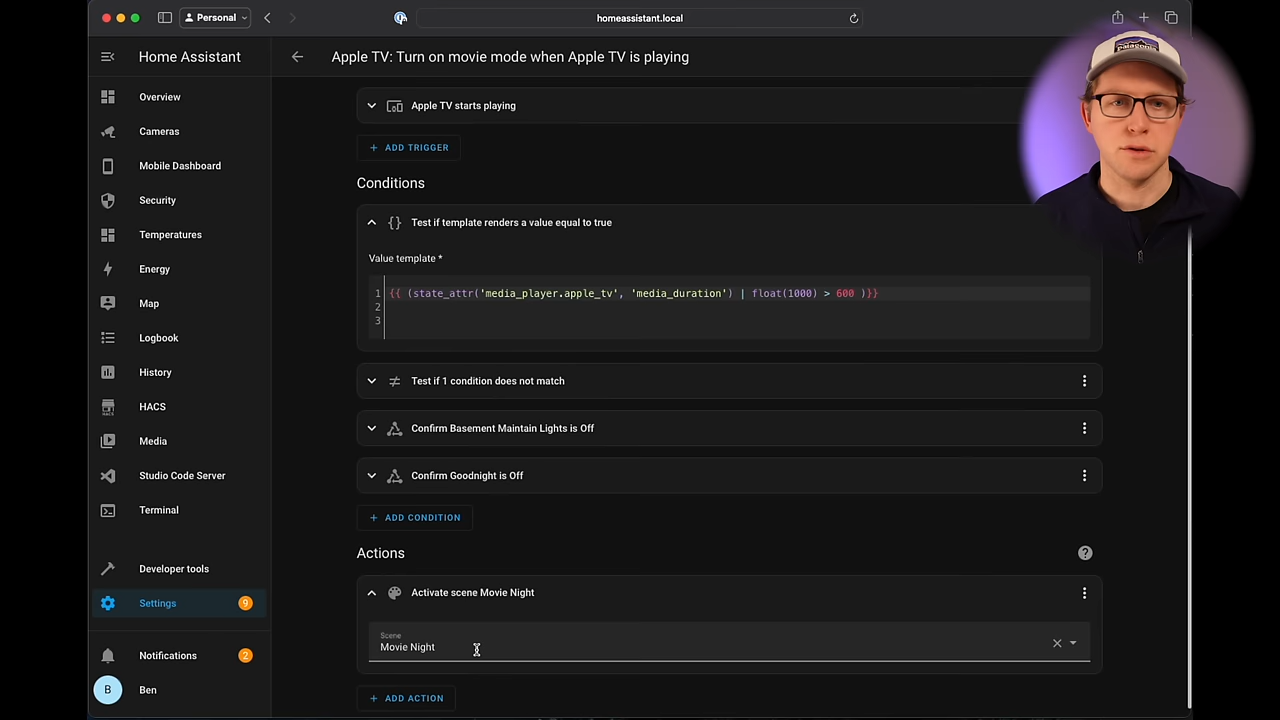 Personal
homeassistant.local
Home Assistant
Apple TV: Turn on movie mode when Apple TV is playing
Overview
Cameras
Mobile Dashboard
Security
Temperatures
Energy
Map
Logbook
History
HACS
Media
Studio Code Server
Terminal
Developer tools
Settings 9
Notifications 2
B Ben
Apple TV starts playing
+ ADD TRIGGER
Conditions
{} Test if template renders a value equal to true
Value template *
1 {{ (state_attr('media_player.apple_tv', 'media_duration') | float(1000) > 600 )}}
2
3
Test if 1 condition does not match
Confirm Basement Maintain Lights is Off
Confirm Goodnight is Off
+ ADD CONDITION
Actions
?
Activate scene Movie Night
Scene
Movie Night
+ ADD ACTION
patagonia